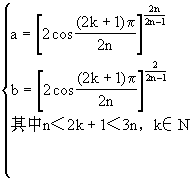 a = [2cos (2k + 1)π / 2n]^(2n / 2n-1)
b = [2cos (2k + 1)π / 2n]^(2 / 2n-1)
其中n＜2k + 1＜3n，k∈N